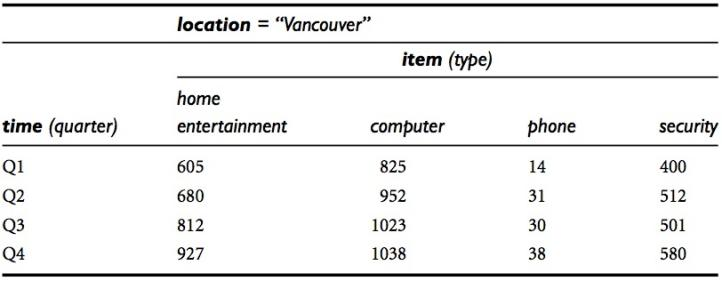 location = “Vancouver”
item (type)
home
time (quarter) entertainment computer phone security
Q1 605 825 14 400
Q2 680 952 31 512
Q3 812 1023 30 501
Q4 927 1038 38 580